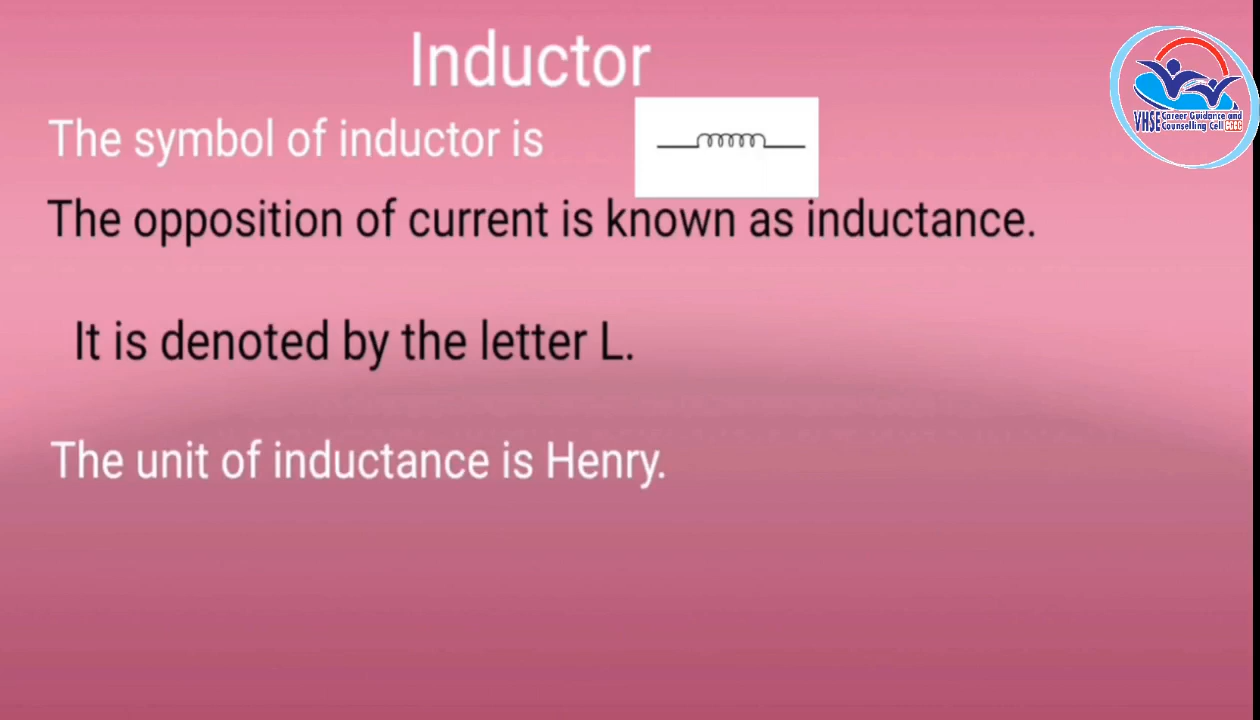 Inductor
The symbol of inductor is
The opposition of current is known as inductance.
It is denoted by the letter L.
The unit of inductance is Henry.
VHSE Career Guidance and
Counselling Cell CGCC